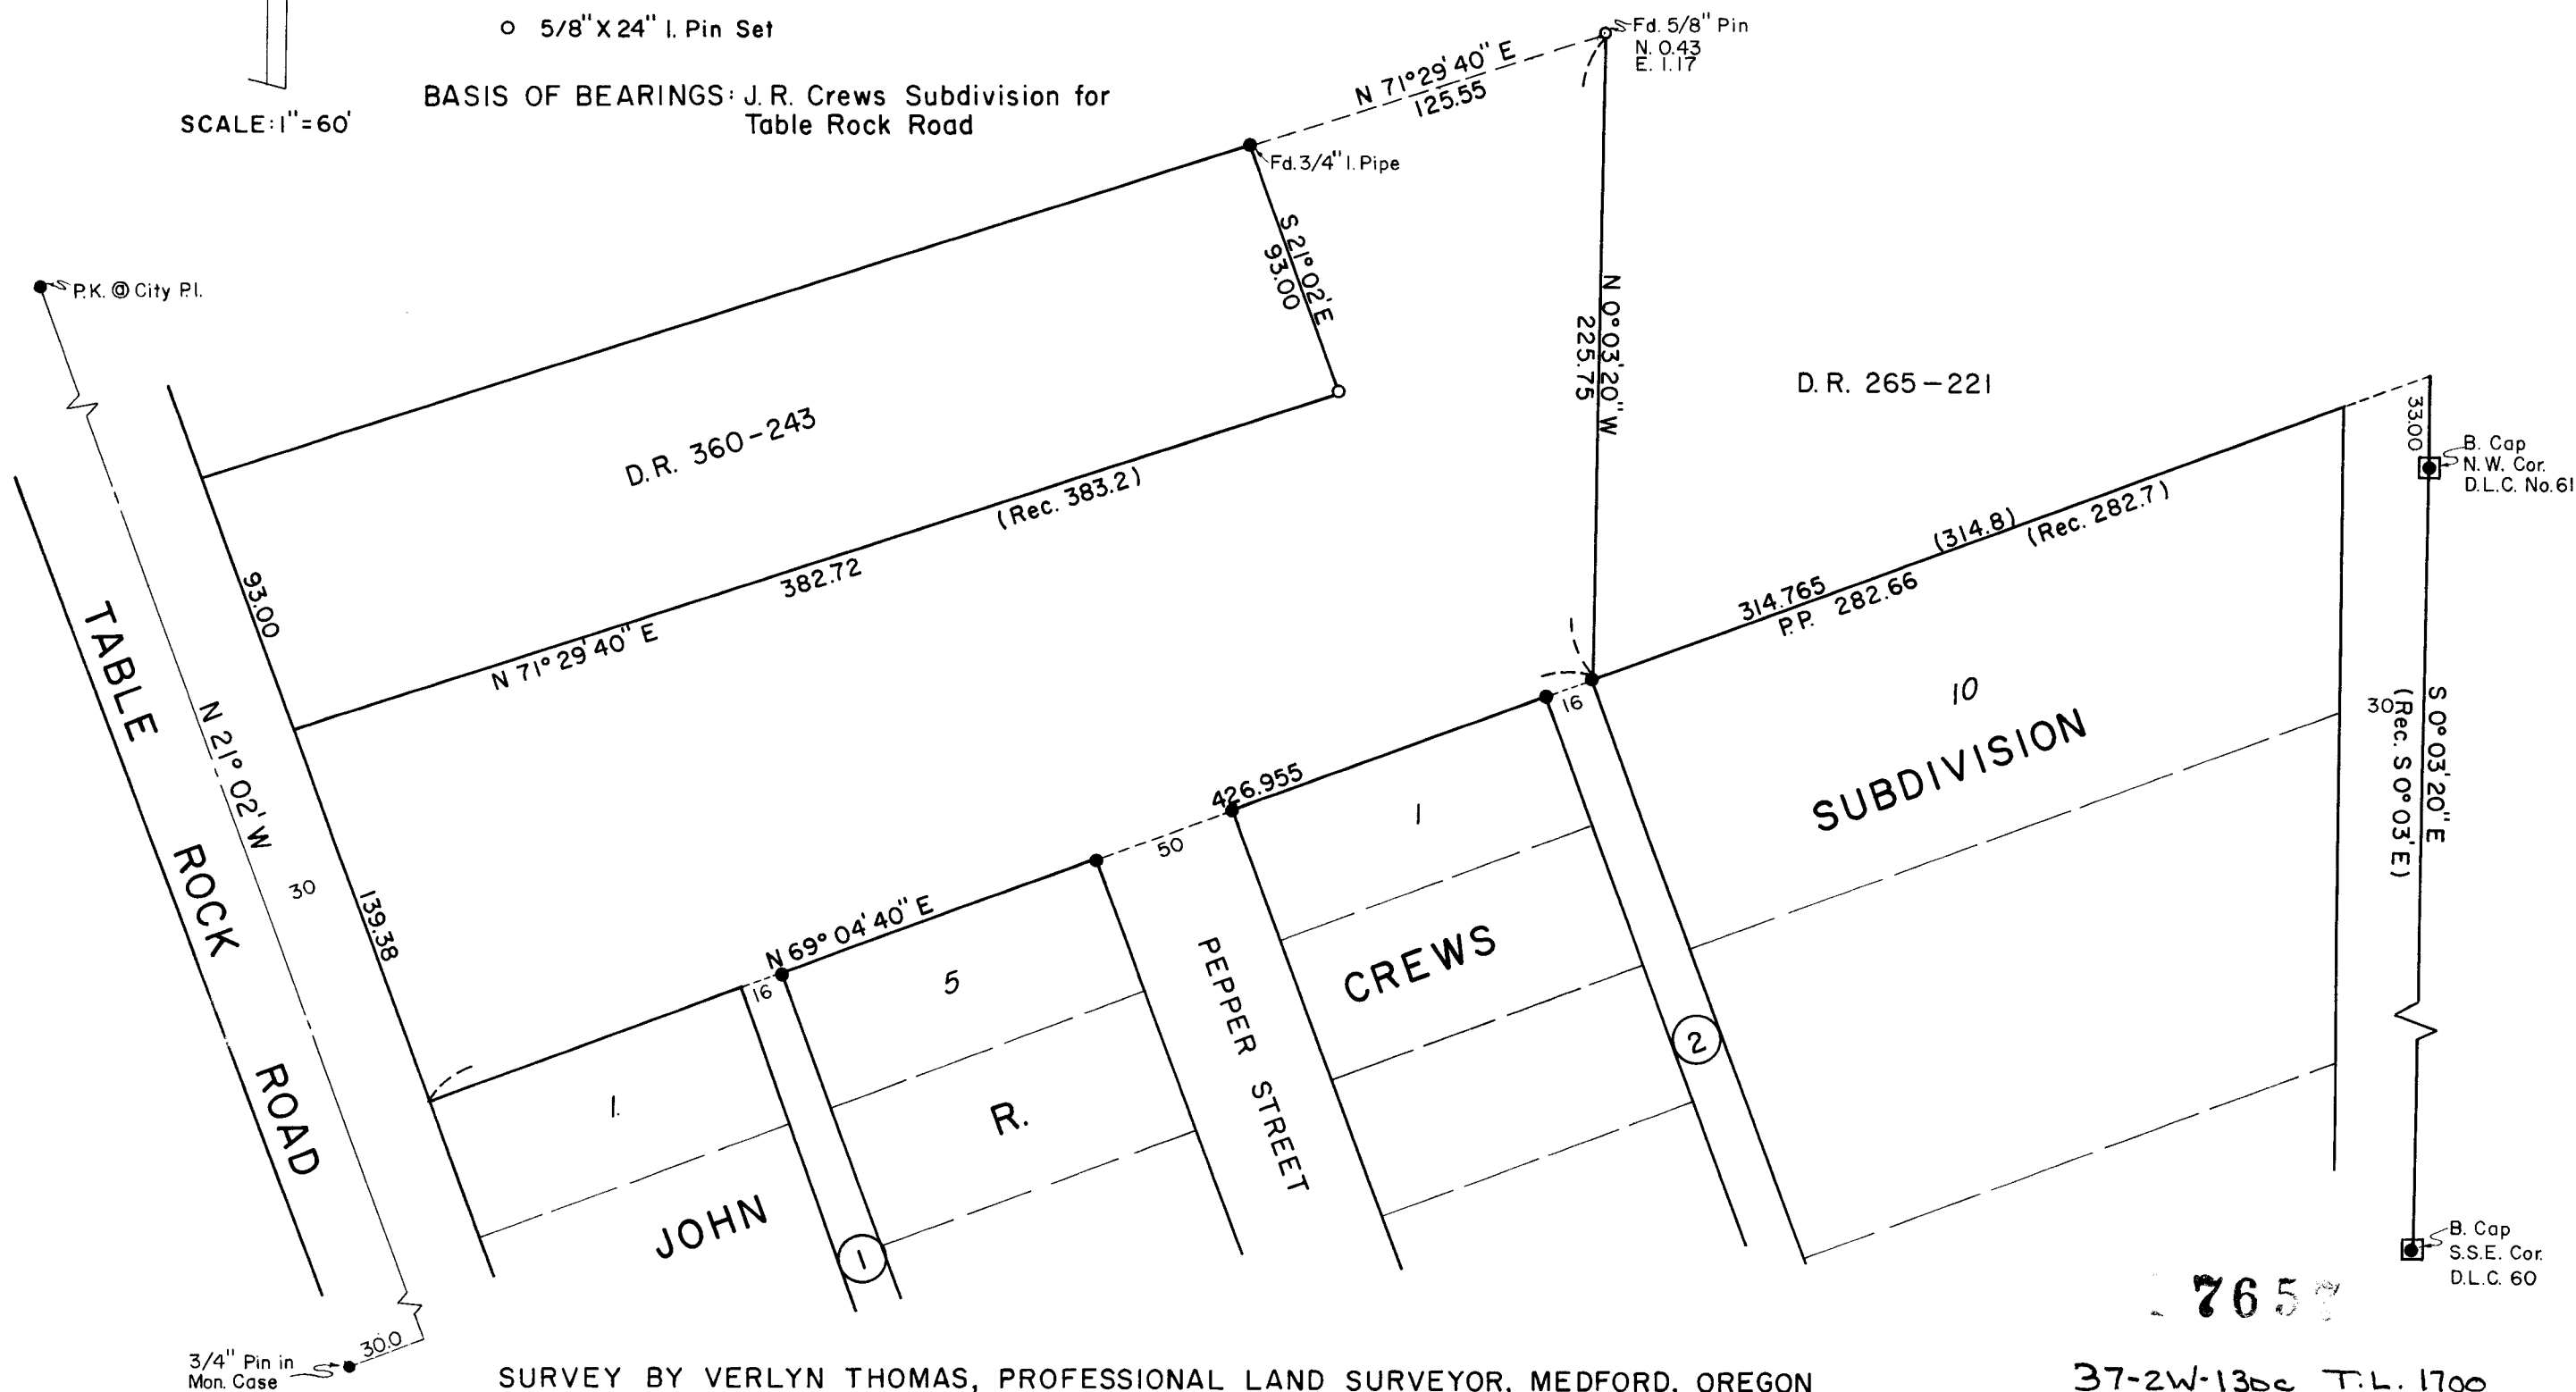 5/8" X 24" I. Pin Set
BASIS OF BEARINGS: J. R. Crews Subdivision for
Table Rock Road
SCALE: 1"=60'
Fd. 5/8" Pin
N. 0.43
E. 1.17
N 71°29'40" E
125.55
Fd. 3/4" I. Pipe
S 21°02' E
93.00
P.K. @ City P.I.
N 0°03'20" W
225.75
D.R. 265-221
33.00
B. Cap
N. W. Cor.
D.L.C. No. 61
D.R. 360-243
(Rec. 383.2)
382.72
N 71°29'40" E
93.00
(314.8)
(Rec. 282.7)
314.765
P.P. 282.66
TABLE ROCK ROAD
N 21°02' W
30
139.38
16
10
30
S 0°03'20" E
(Rec. S 0°03' E)
SUBDIVISION
426.955
1
50
N 69°04'40" E
16
5
CREWS
PEPPER STREET
2
1.
R.
JOHN
1
B. Cap
S.S.E. Cor.
D.L.C. 60
765
30.0
3/4" Pin in
Mon. Case
SURVEY BY VERLYN THOMAS, PROFESSIONAL LAND SURVEYOR, MEDFORD, OREGON
37-2W-13DC T.L. 1700